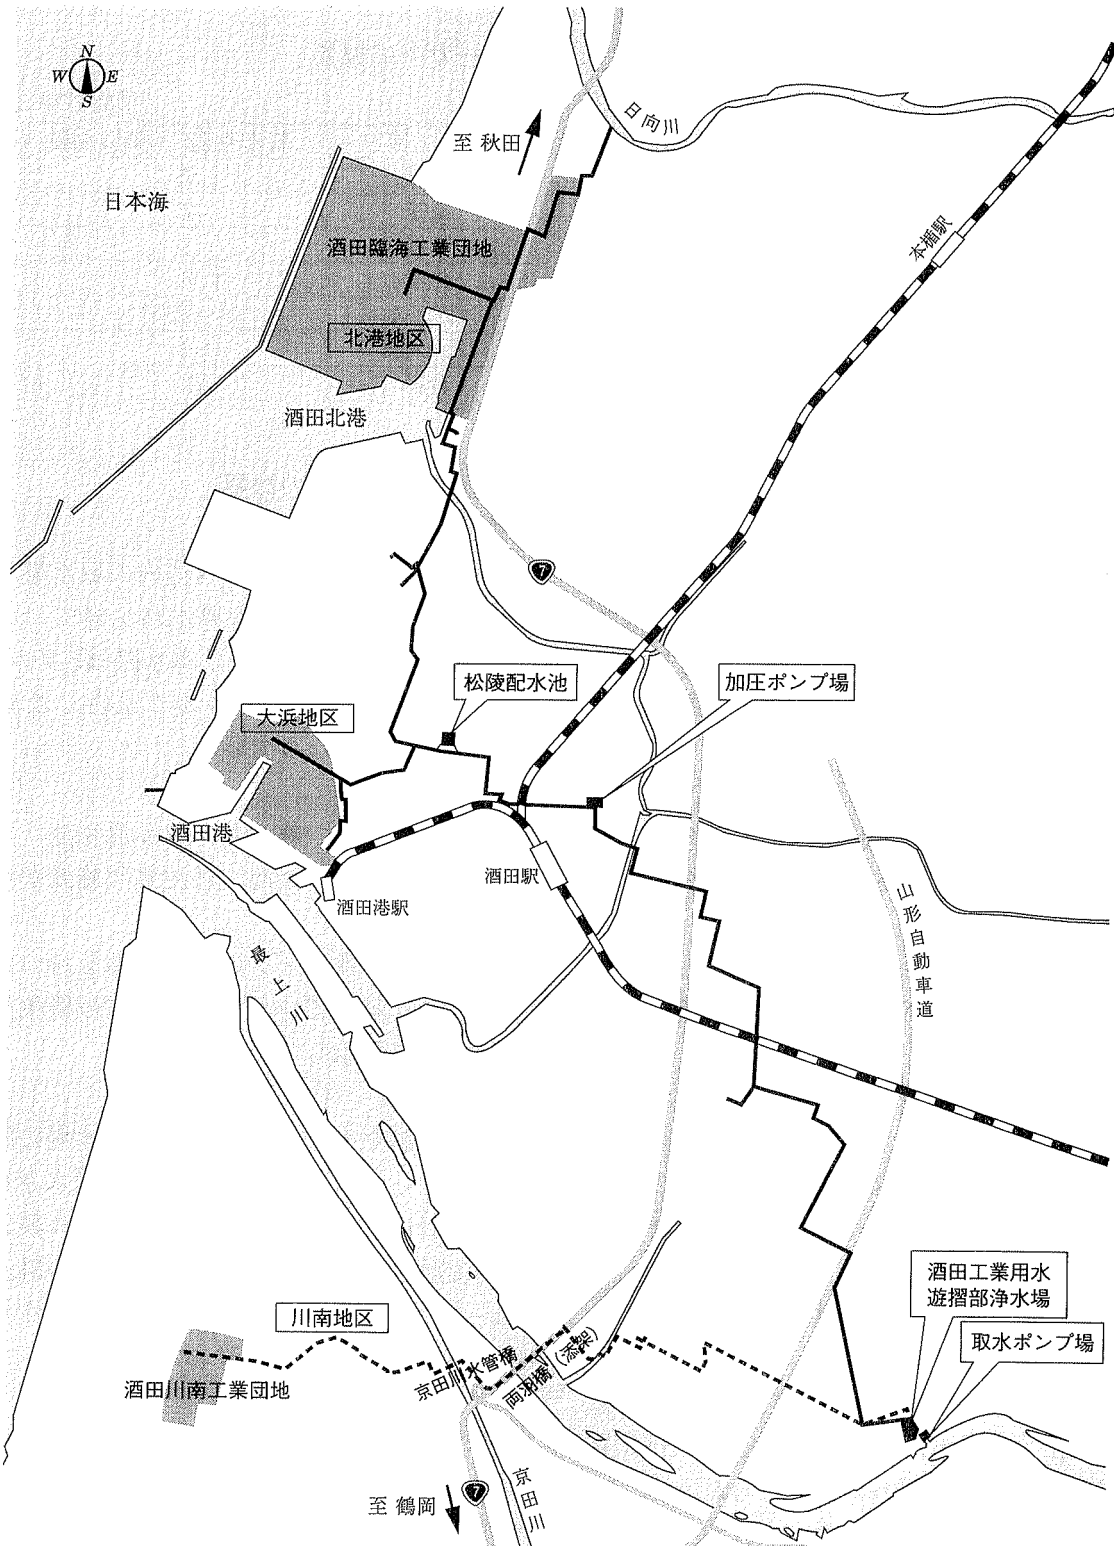 N
W
E
S
日向川
至 秋田
日本海
本楯駅
酒田臨海工業団地
北港地区
酒田北港
7
松陵配水池
加圧ポンプ場
大浜地区
酒田港
酒田駅
酒田港駅
山形自動車道
最上川
酒田工業用水
遊摺部浄水場
取水ポンプ場
川南地区
(添架)
京田川水管橋
両羽橋
酒田川南工業団地
7
京田川
至 鶴岡